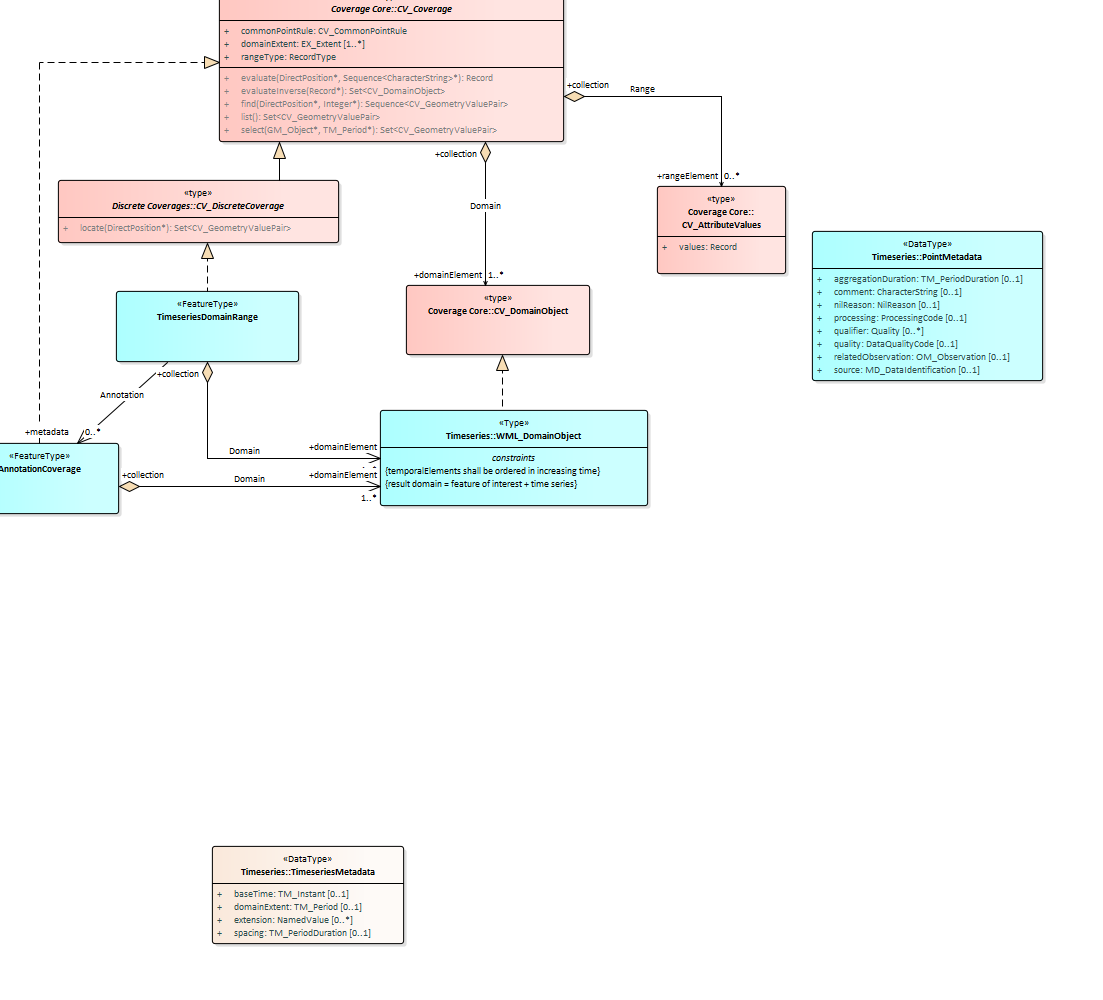 Coverage Core::CV_Coverage
+ commonPointRule: CV_CommonPointRule
+ domainExtent: EX_Extent [1..*]
+ rangeType: RecordType
+ evaluate(DirectPosition*, Sequence<CharacterString>*): Record
+ evaluateInverse(Record*): Set<CV_DomainObject>
+ find(DirectPosition*, Integer*): Sequence<CV_GeometryValuePair>
+ list(): Set<CV_GeometryValuePair>
+ select(GM_Object*, TM_Period*): Set<CV_GeometryValuePair>
+collection
Range
+rangeElement 0..*
+collection
Domain
+domainElement 1..*
«type»
Discrete Coverages::CV_DiscreteCoverage
+ locate(DirectPosition*): Set<CV_GeometryValuePair>
«type»
Coverage Core::
CV_AttributeValues
+ values: Record
«DataType»
Timeseries::PointMetadata
+ aggregationDuration: TM_PeriodDuration [0..1]
+ comment: CharacterString [0..1]
+ nilReason: NilReason [0..1]
+ processing: ProcessingCode [0..1]
+ qualifier: Quality [0..*]
+ quality: DataQualityCode [0..1]
+ relatedObservation: OM_Observation [0..1]
+ source: MD_DataIdentification [0..1]
«FeatureType»
TimeseriesDomainRange
«type»
Coverage Core::CV_DomainObject
+collection
Annotation
+metadata 0..*
«FeatureType»
AnnotationCoverage
Domain
+domainElement
+collection
Domain
+domainElement
1..*
«Type»
Timeseries::WML_DomainObject
constraints
{temporalElements shall be ordered in increasing time}
{result domain = feature of interest + time series}
«DataType»
Timeseries::TimeseriesMetadata
+ baseTime: TM_Instant [0..1]
+ domainExtent: TM_Period [0..1]
+ extension: NamedValue [0..*]
+ spacing: TM_PeriodDuration [0..1]